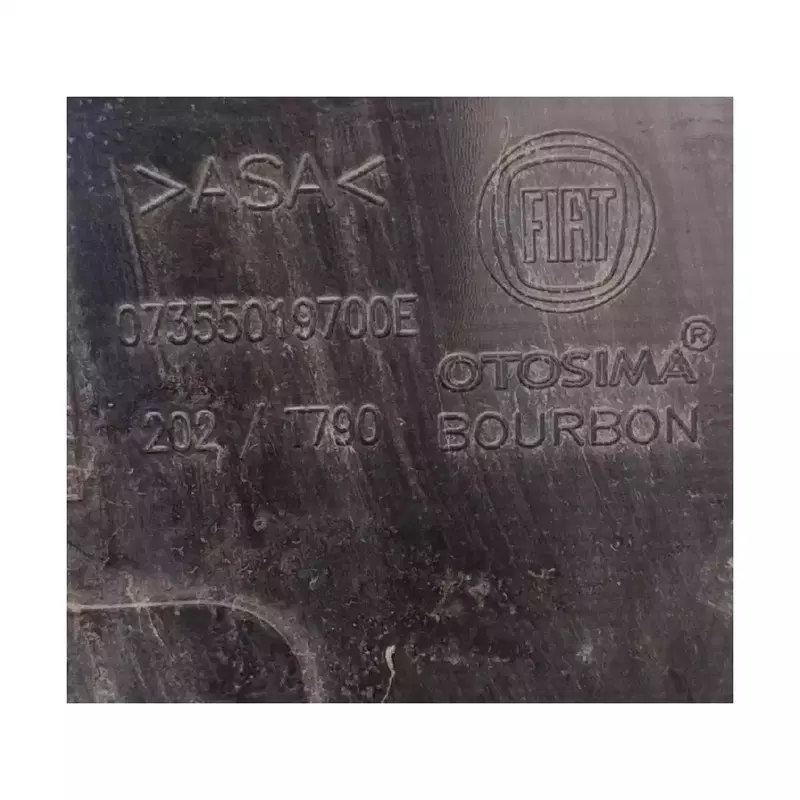 >ASA<
FIAT
07355019700E
OTOSIMA®
202 / T790
BOURBON